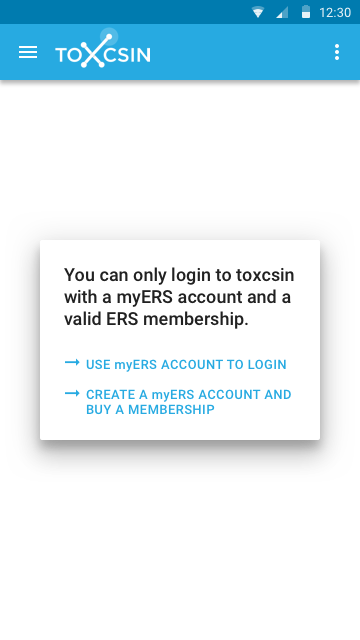 12:30
TOXCSIN
You can only login to toxcsin
with a myERS account and a
valid ERS membership.
USE myERS ACCOUNT TO LOGIN
CREATE A myERS ACCOUNT AND
BUY A MEMBERSHIP